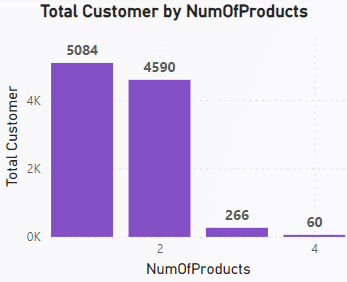 Total Customer by NumOfProducts
5084
4590
266
60
4K
2K
0K
2
4
Total Customer
NumOfProducts